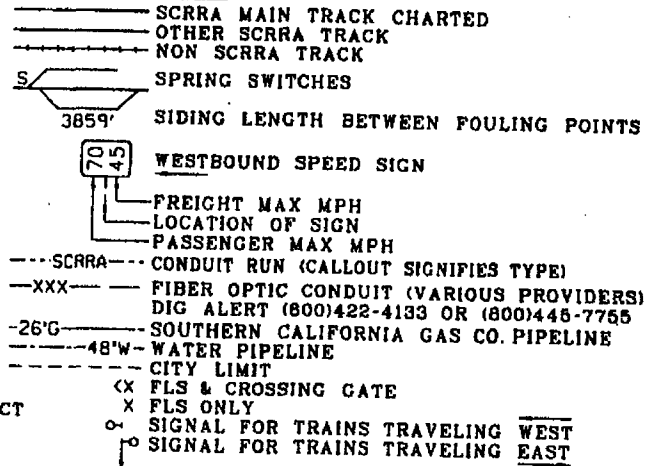 SCRRA MAIN TRACK CHARTED
OTHER SCRRA TRACK
NON SCRRA TRACK
S SPRING SWITCHES
3859' SIDING LENGTH BETWEEN FOULING POINTS
70 45 WESTBOUND SPEED SIGN
FREIGHT MAX MPH
LOCATION OF SIGN
PASSENGER MAX MPH
SCRRA CONDUIT RUN (CALLOUT SIGNIFIES TYPE)
XXX FIBER OPTIC CONDUIT (VARIOUS PROVIDERS)
DIG ALERT (800)422-4133 OR (800)445-7755
26"G SOUTHERN CALIFORNIA GAS CO. PIPELINE
48"W WATER PIPELINE
CITY LIMIT
<X FLS & CROSSING GATE
CT X FLS ONLY
SIGNAL FOR TRAINS TRAVELING WEST
SIGNAL FOR TRAINS TRAVELING EAST